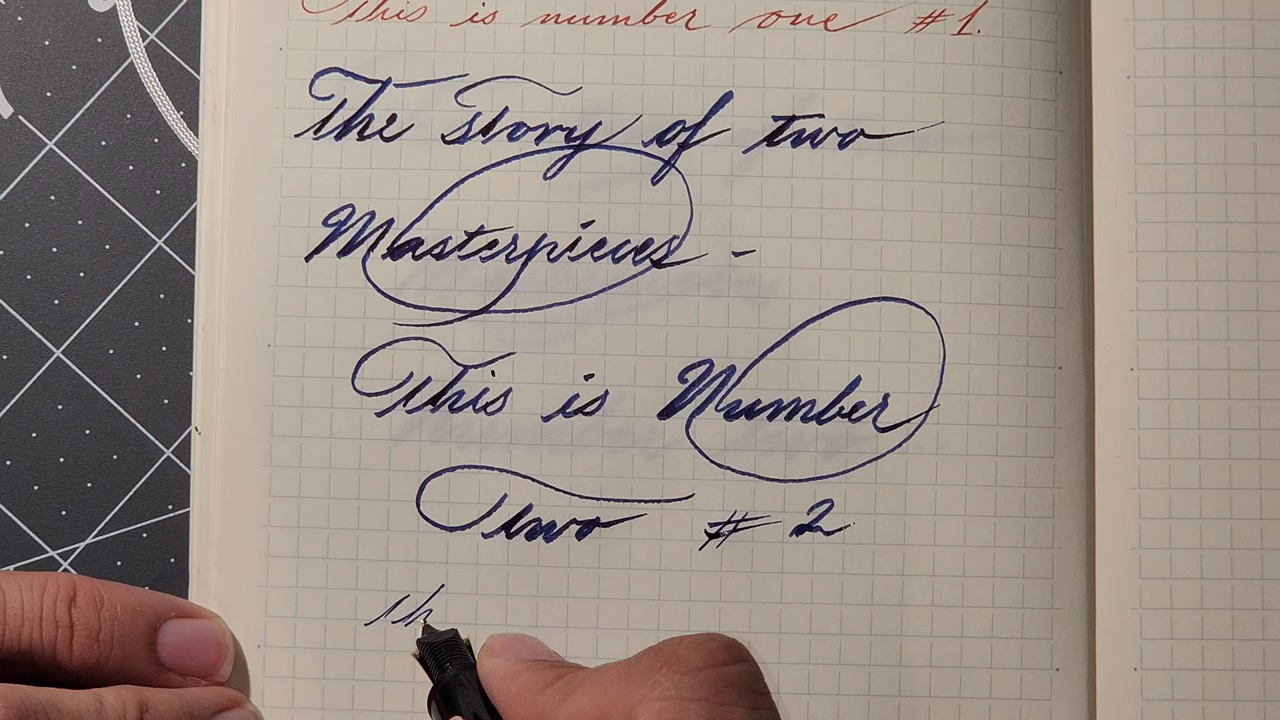 This is number one #1.
The Story of two
Masterpieces -
This is Number
Two #2